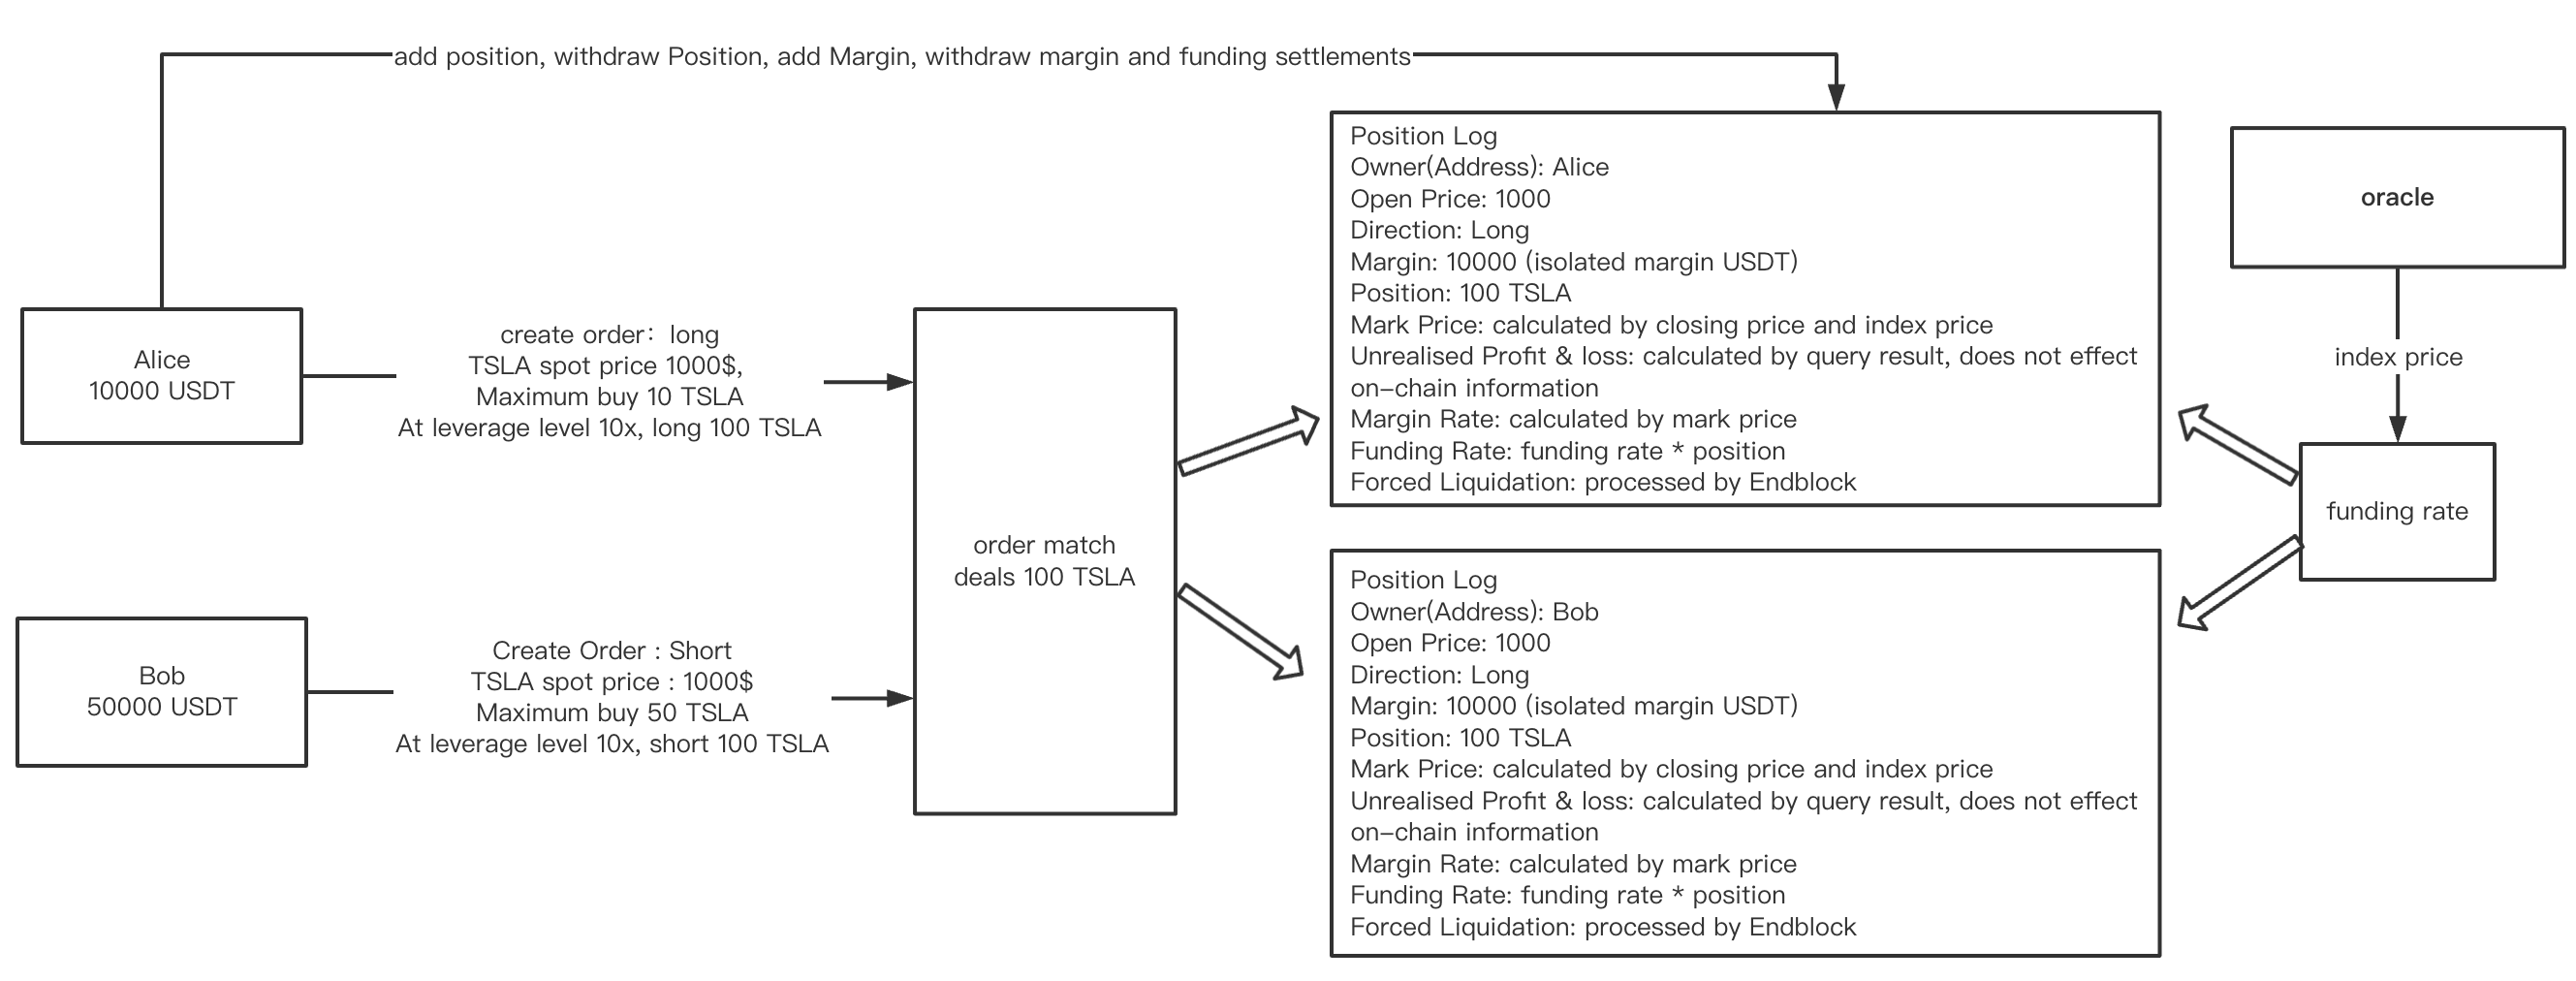 add position, withdraw Position, add Margin, withdraw margin and funding settlements
Alice
10000 USDT
create order：long
TSLA spot price 1000$,
Maximum buy 10 TSLA
At leverage level 10x, long 100 TSLA
Bob
50000 USDT
Create Order : Short
TSLA spot price : 1000$
Maximum buy 50 TSLA
At leverage level 10x, short 100 TSLA
order match
deals 100 TSLA
Position Log
Owner(Address): Alice
Open Price: 1000
Direction: Long
Margin: 10000 (isolated margin USDT)
Position: 100 TSLA
Mark Price: calculated by closing price and index price
Unrealised Profit & loss: calculated by query result, does not effect
on–chain information
Margin Rate: calculated by mark price
Funding Rate: funding rate * position
Forced Liquidation: processed by Endblock
Position Log
Owner(Address): Bob
Open Price: 1000
Direction: Long
Margin: 10000 (isolated margin USDT)
Position: 100 TSLA
Mark Price: calculated by closing price and index price
Unrealised Profit & loss: calculated by query result, does not effect
on–chain information
Margin Rate: calculated by mark price
Funding Rate: funding rate * position
Forced Liquidation: processed by Endblock
oracle
index price
funding rate